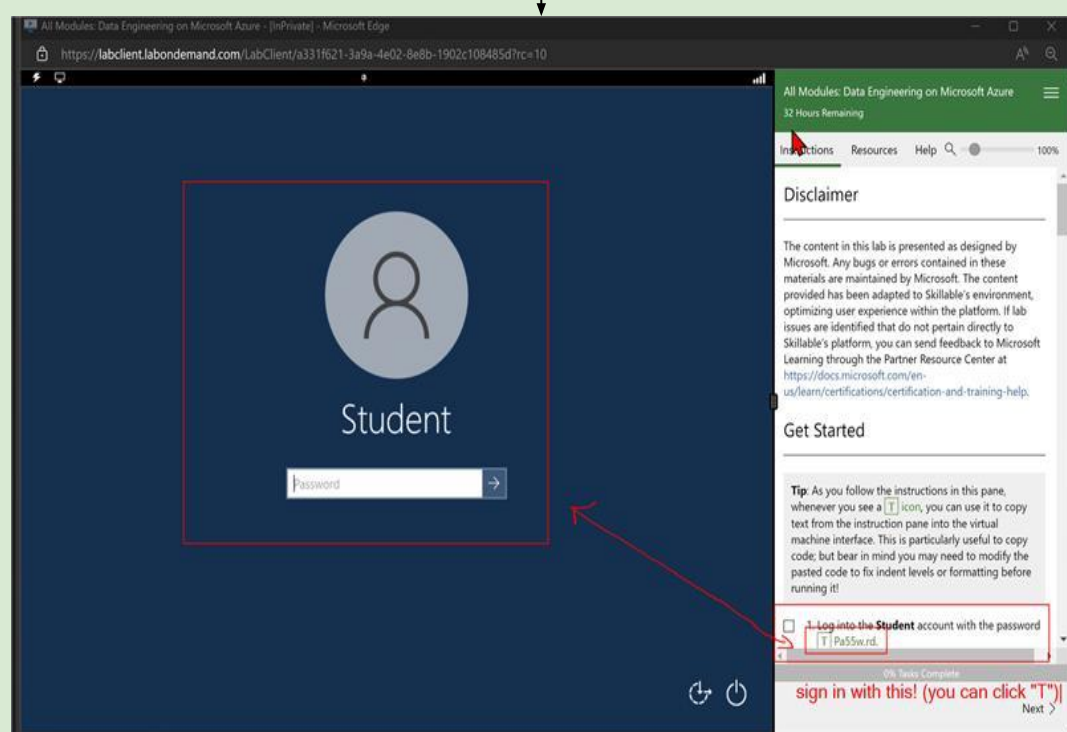 All Modules: Data Engineering on Microsoft Azure - [InPrivate] - Microsoft Edge
https://labclient.labondemand.com/LabClient/a331f621-3a9a-4e02-8e8b-1902c108485d?rc=10
All Modules: Data Engineering on Microsoft Azure
32 Hours Remaining
Instructions Resources Help 100%
Disclaimer
The content in this lab is presented as designed by
Microsoft. Any bugs or errors contained in these
materials are maintained by Microsoft. The content
provided has been adapted to Skillable's environment,
optimizing user experience within the platform. If lab
issues are identified that do not pertain directly to
Skillable's platform, you can send feedback to Microsoft
Learning through the Partner Resource Center at
https://docs.microsoft.com/en-
us/learn/certifications/certification-and-training-help.
Get Started
Tip: As you follow the instructions in this pane,
whenever you see a T icon, you can use it to copy
text from the instruction pane into the virtual
machine interface. This is particularly useful to copy
code; but bear in mind you may need to modify the
pasted code to fix indent levels or formatting before
running it!
1. Log into the Student account with the password
T Pa55w.rd.
0% Tasks Complete
sign in with this! (you can click "T")
Next >
Student
Password